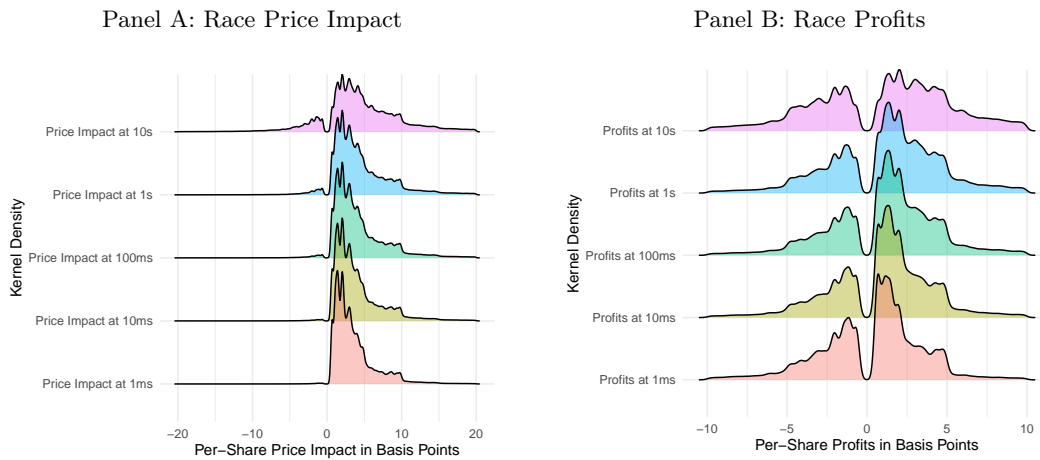 Panel A: Race Price Impact
Kernel Density
Price Impact at 10s
Price Impact at 1s
Price Impact at 100ms
Price Impact at 10ms
Price Impact at 1ms
−20 −10 0 10 20
Per−Share Price Impact in Basis Points
Panel B: Race Profits
Kernel Density
Profits at 10s
Profits at 1s
Profits at 100ms
Profits at 10ms
Profits at 1ms
−10 −5 0 5 10
Per−Share Profits in Basis Points